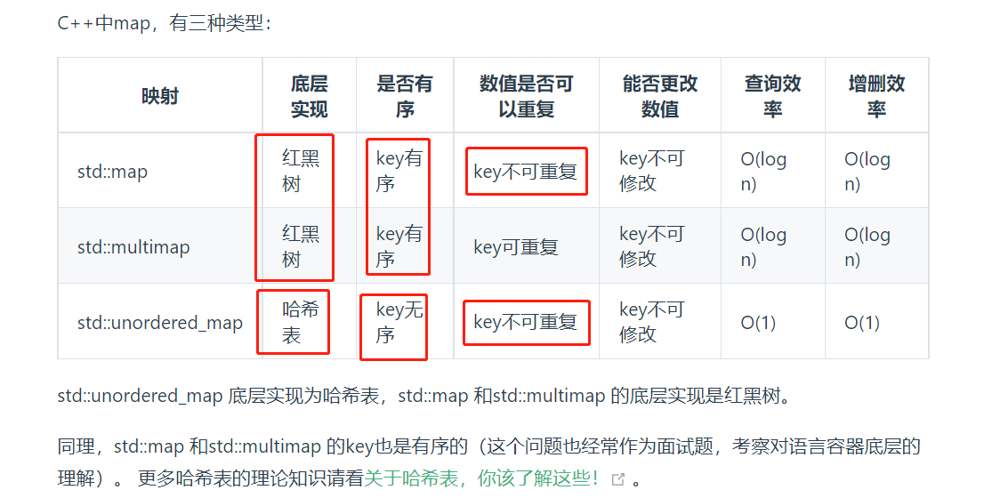 C++中map，有三种类型：
映射 底层实现 是否有序 数值是否可以重复 能否更改数值 查询效率 增删效率
std::map 红黑树 key有序 key不可重复 key不可修改 O(log n) O(log n)
std::multimap 红黑树 key有序 key可重复 key不可修改 O(log n) O(log n)
std::unordered_map 哈希表 key无序 key不可重复 key不可修改 O(1) O(1)
std::unordered_map 底层实现为哈希表，std::map 和std::multimap 的底层实现是红黑树。
同理，std::map 和std::multimap 的key也是有序的（这个问题也经常作为面试题，考察对语言容器底层的
理解）。 更多哈希表的理论知识请看关于哈希表，你该了解这些！ 。